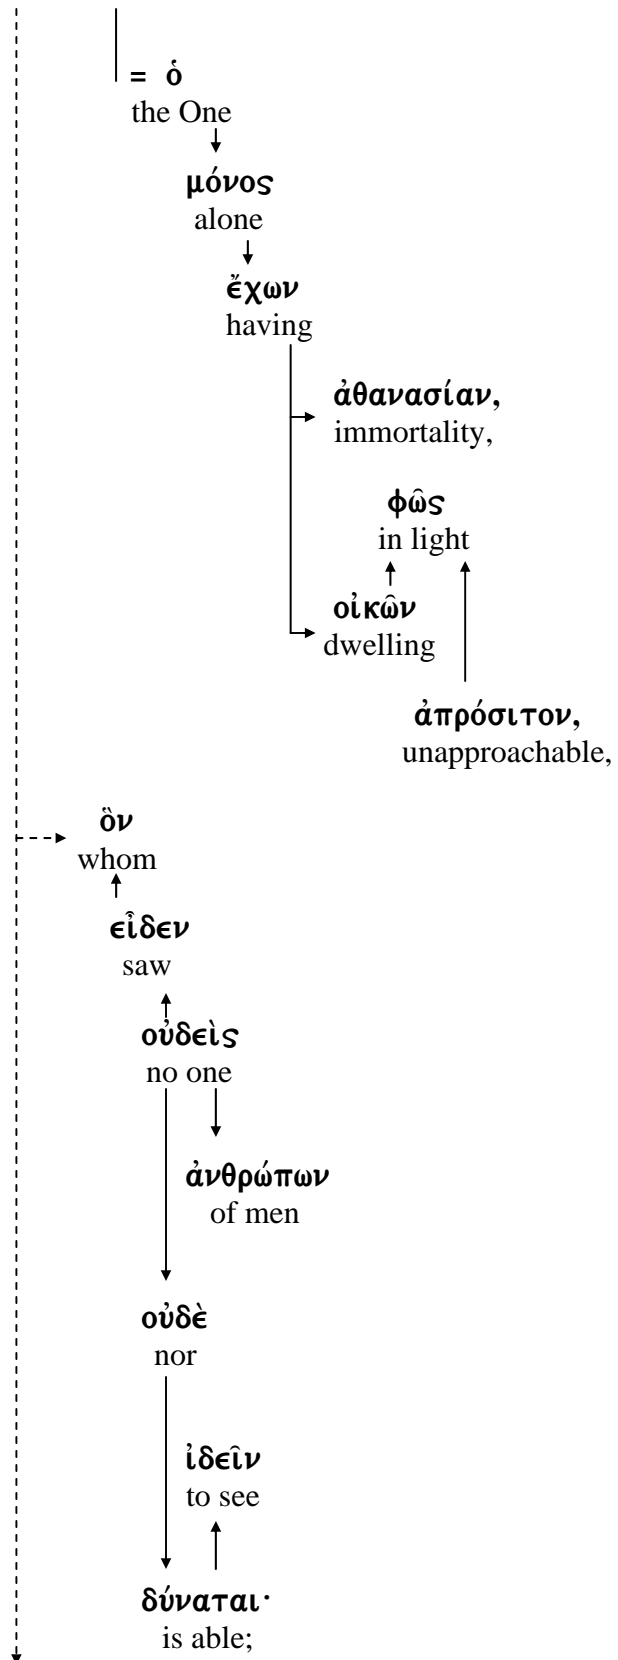 = ὁ
the One
μόνος
alone
ἔχων
having
ἀθανασίαν,
immortality,
φῶς
in light
οἰκῶν
dwelling
ἀπρόσιτον,
unapproachable,
ὃν
whom
εἶδεν
saw
οὐδεὶς
no one
ἀνθρώπων
of men
οὐδὲ
nor
ἰδεῖν
to see
δύναται·
is able;